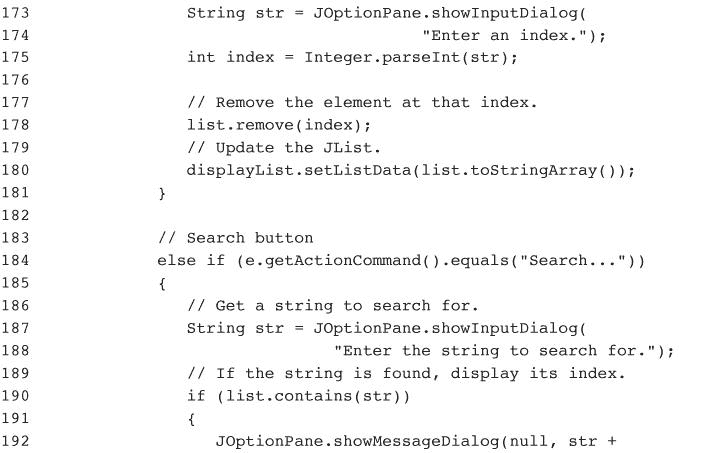 173                String str = JOptionPane.showInputDialog(
174                                        "Enter an index.");
175                int index = Integer.parseInt(str);
176
177                // Remove the element at that index.
178                list.remove(index);
179                // Update the JList.
180                displayList.setListData(list.toStringArray());
181             }
182
183             // Search button
184             else if (e.getActionCommand().equals("Search..."))
185             {
186                // Get a string to search for.
187                String str = JOptionPane.showInputDialog(
188                               "Enter the string to search for.");
189                // If the string is found, display its index.
190                if (list.contains(str))
191                {
192                   JOptionPane.showMessageDialog(null, str +